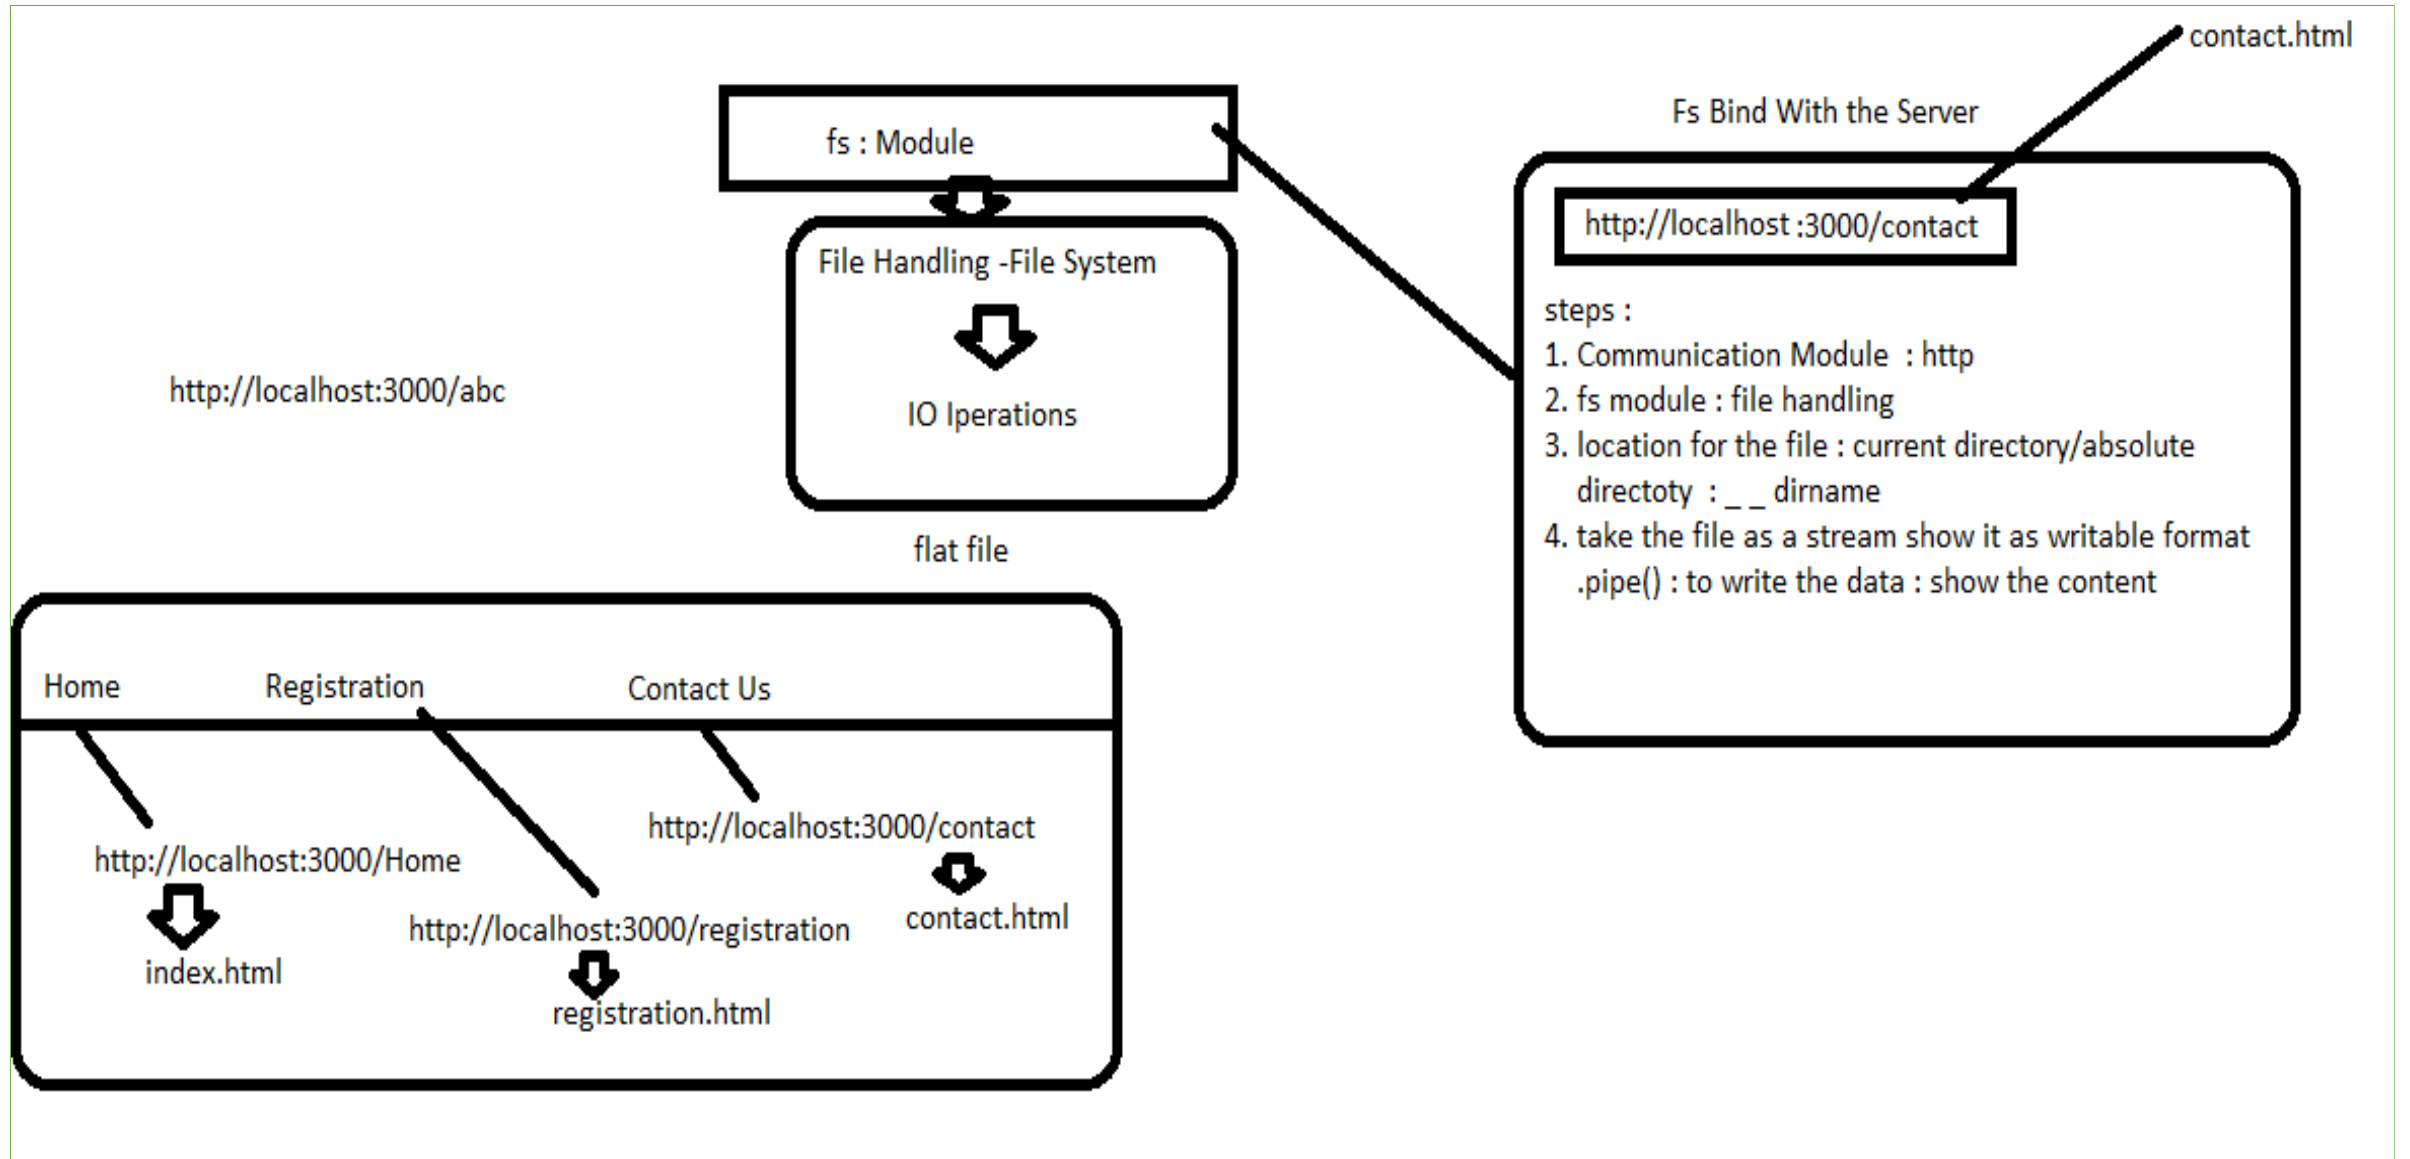 contact.html
Fs Bind With the Server
fs : Module
http://localhost :3000/contact
File Handling -File System
IO Iperations
steps :
1. Communication Module  : http
2. fs module : file handling
3. location for the file : current directory/absolute
directoty  : _ _ dirname
4. take the file as a stream show it as writable format
.pipe() : to write the data : show the content
http://localhost:3000/abc
flat file
Home
Registration
Contact Us
http://localhost:3000/contact
contact.html
http://localhost:3000/Home
index.html
http://localhost:3000/registration
registration.html